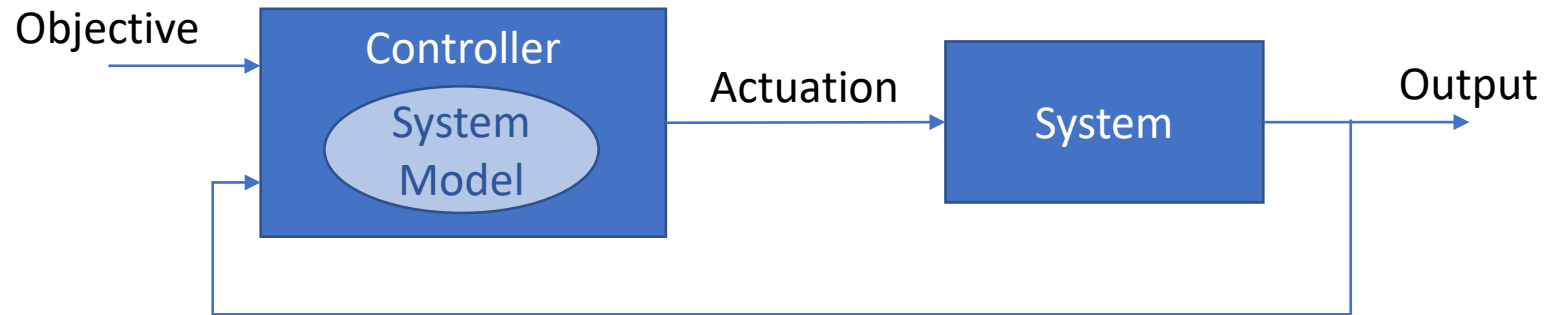 Objective
Controller
System
Model
Actuation
System
Output